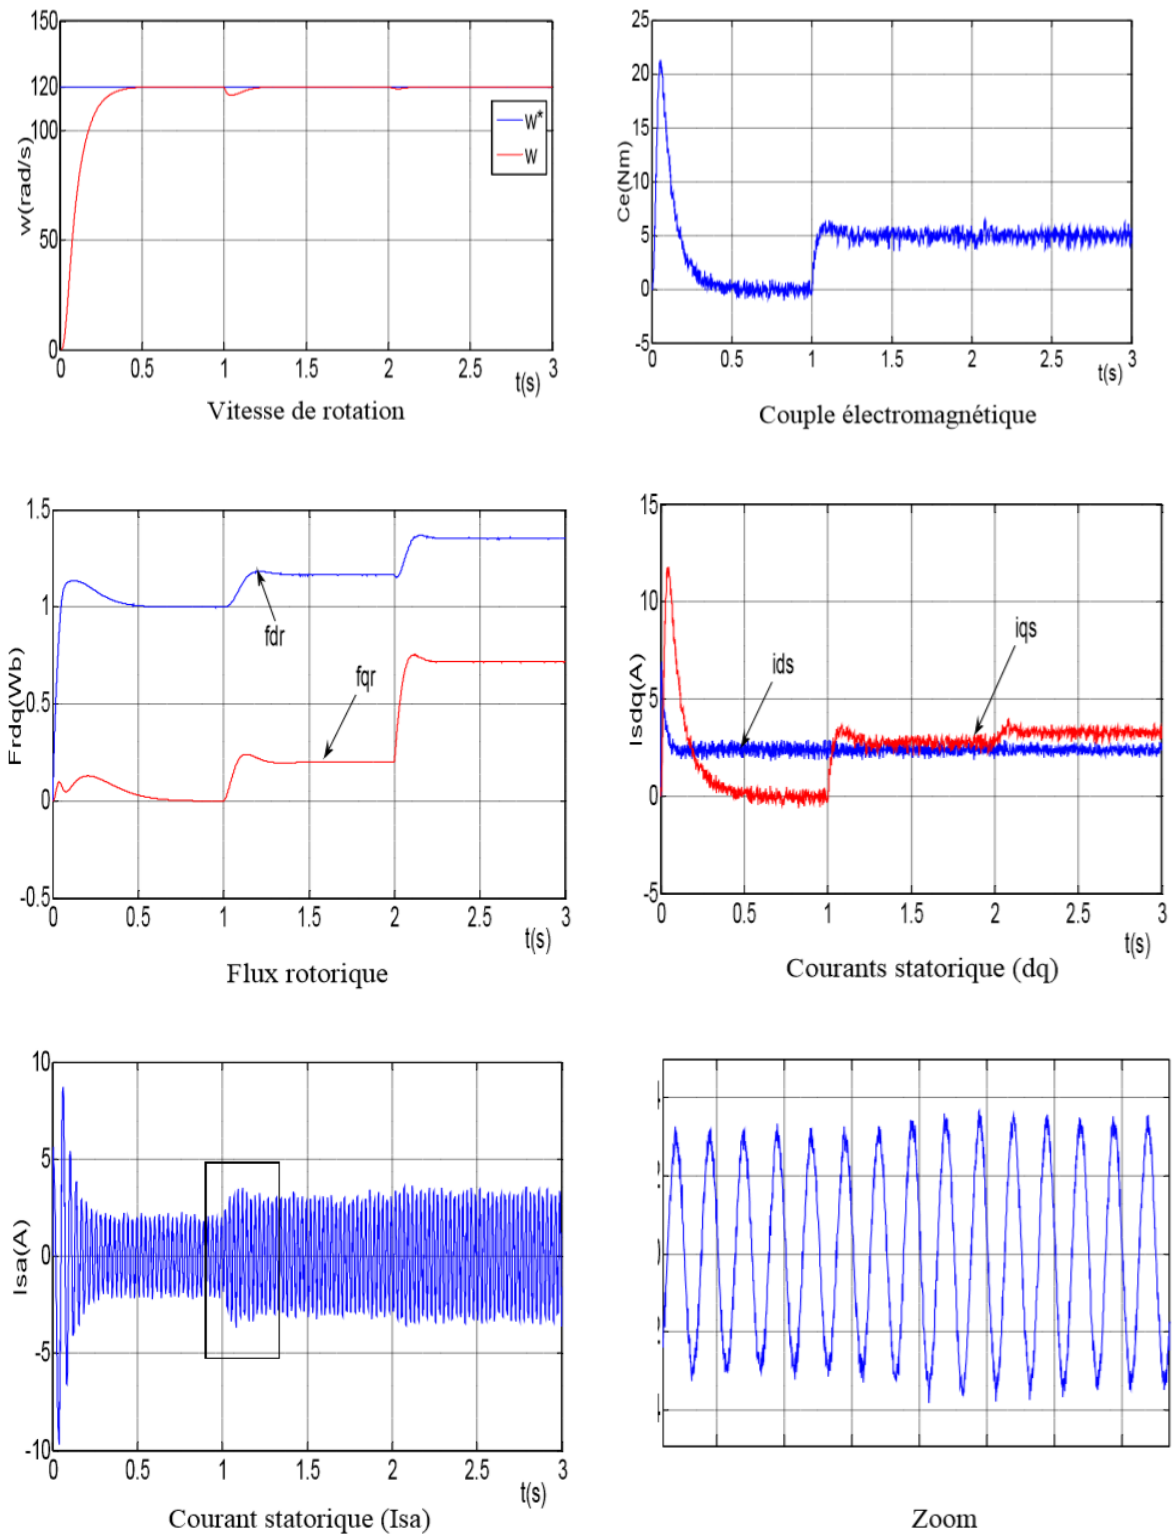 150
120
100
50
0
w(rad/s)
w*
w
0 0.5 1 1.5 2 2.5 3
t(s)
Vitesse de rotation
25
20
15
10
5
0
-5
Ce(Nm)
0 0.5 1 1.5 2 2.5 3
t(s)
Couple électromagnétique
1.5
1
0.5
0
-0.5
Frdq(Wb)
fdr
fqr
0 0.5 1 1.5 2 2.5 3
t(s)
Flux rotorique
15
10
5
0
-5
Isdq(A)
ids
iqs
0 0.5 1 1.5 2 2.5 3
t(s)
Courants statorique (dq)
10
5
0
-5
-10
Isa(A)
0 0.5 1 1.5 2 2.5 3
t(s)
Courant statorique (Isa)
Zoom